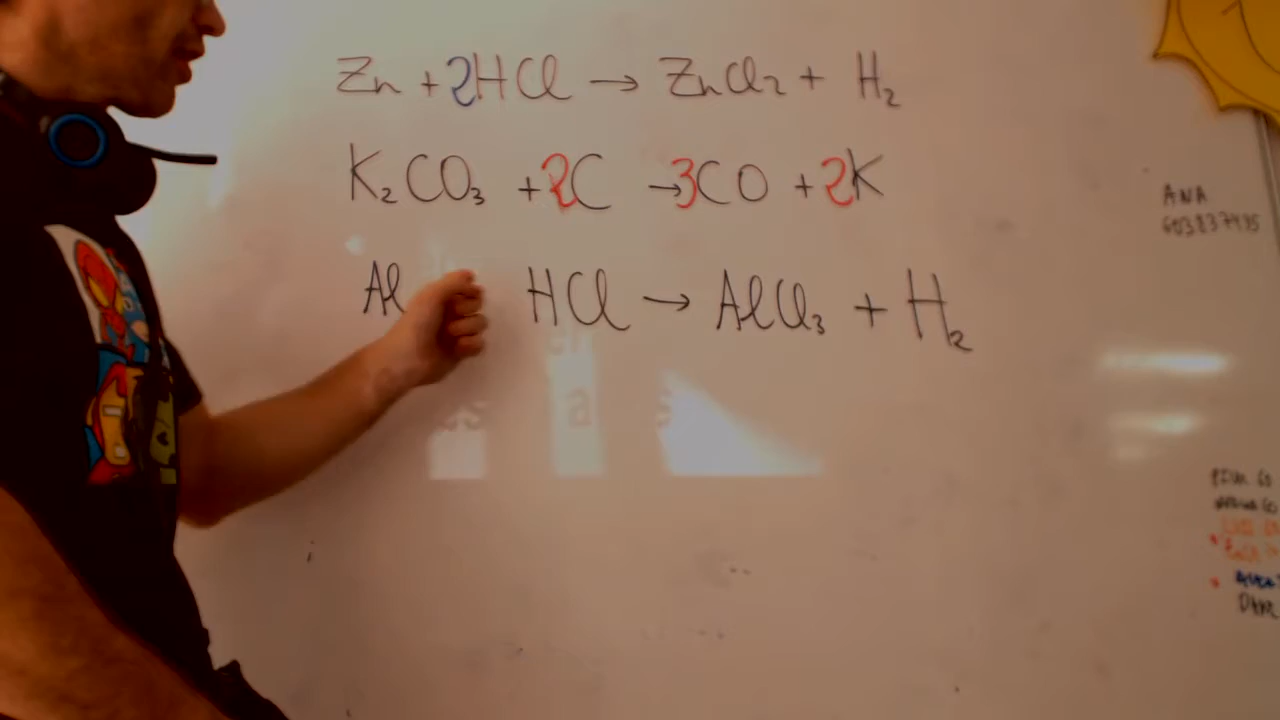 Zn + 2HCl → ZnCl₂ + H₂
K₂CO₃ + 2C → 3CO + 2K
Al HCl → AlCl₃ + H₂
ANA